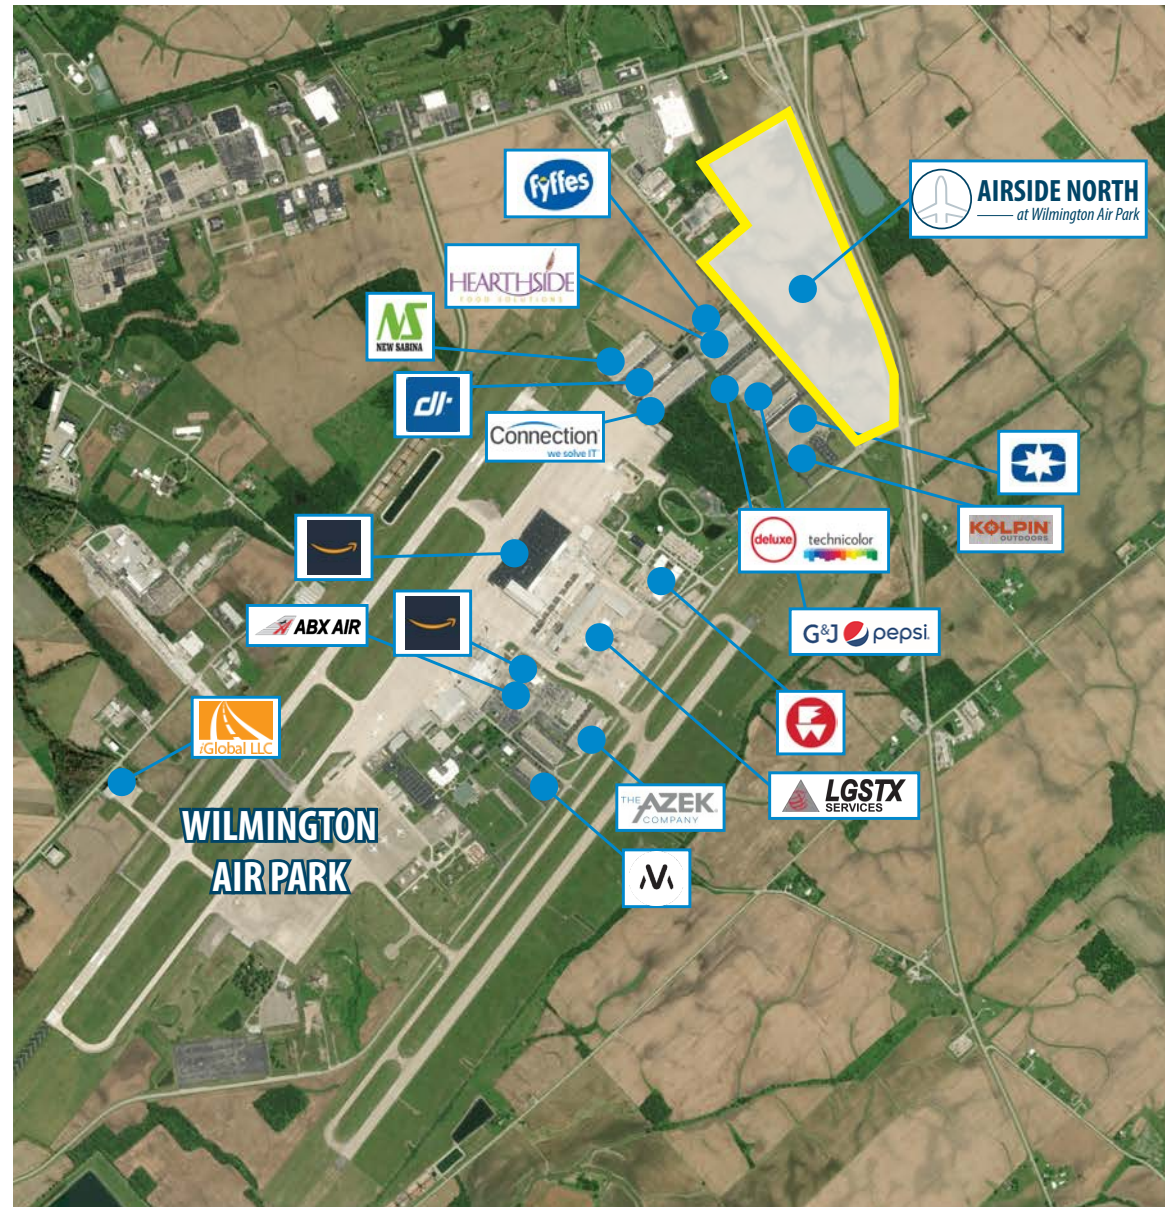 fyffes
AIRSIDE NORTH
at Wilmington Air Park
HEARTHSIDE
FOOD SOLUTIONS
NS
NEW SABINA
dr
Connection
we solve IT
KOLPIN
OUTDOORS
deluxe
technicolor
ABX AIR
G&J pepsi
iGlobal LLC
THE
AZEK
COMPANY
LGSTX
SERVICES
WILMINGTON
AIR PARK